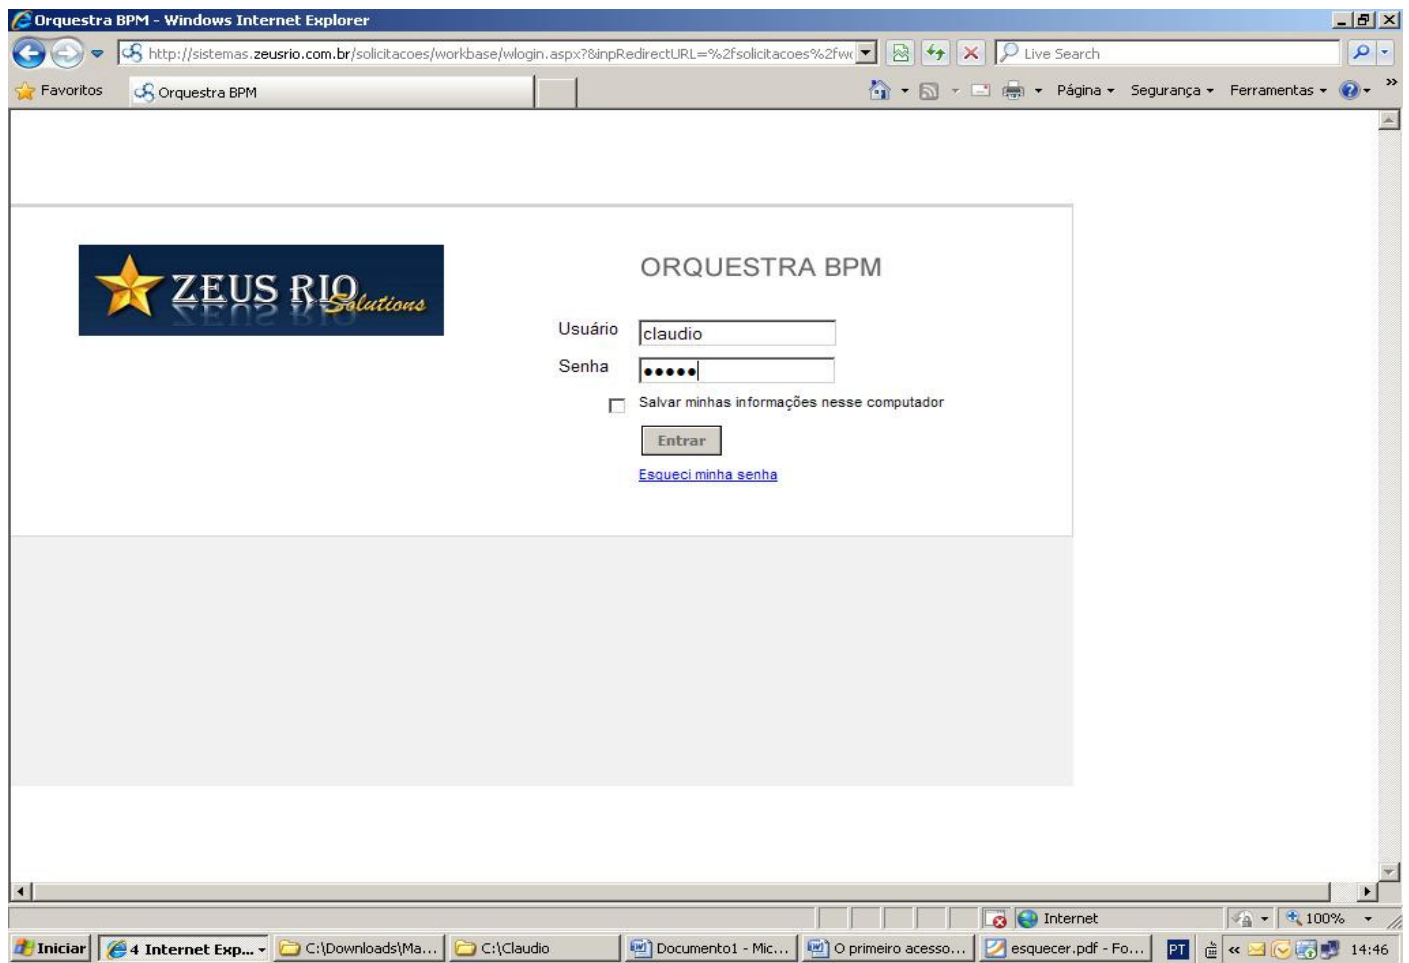 Orquestra BPM - Windows Internet Explorer
http://sistemas.zeusrio.com.br/solicitacoes/workbase/wlogin.aspx?&inpRedirectURL=%2fsolicitacoes%2fwo
Live Search
Favoritos
Orquestra BPM
Página
Segurança
Ferramentas
»
ZEUS RIO
Solutions
ORQUESTRA BPM
Usuário
claudio
Senha
•••••
Salvar minhas informações nesse computador
Entrar
Esqueci minha senha
Internet
100%
Iniciar
4 Internet Exp...
C:\Downloads\Ma...
C:\Claudio
Documento1 - Mic...
O primeiro acesso...
esquecer.pdf - Fo...
PT
«
14:46